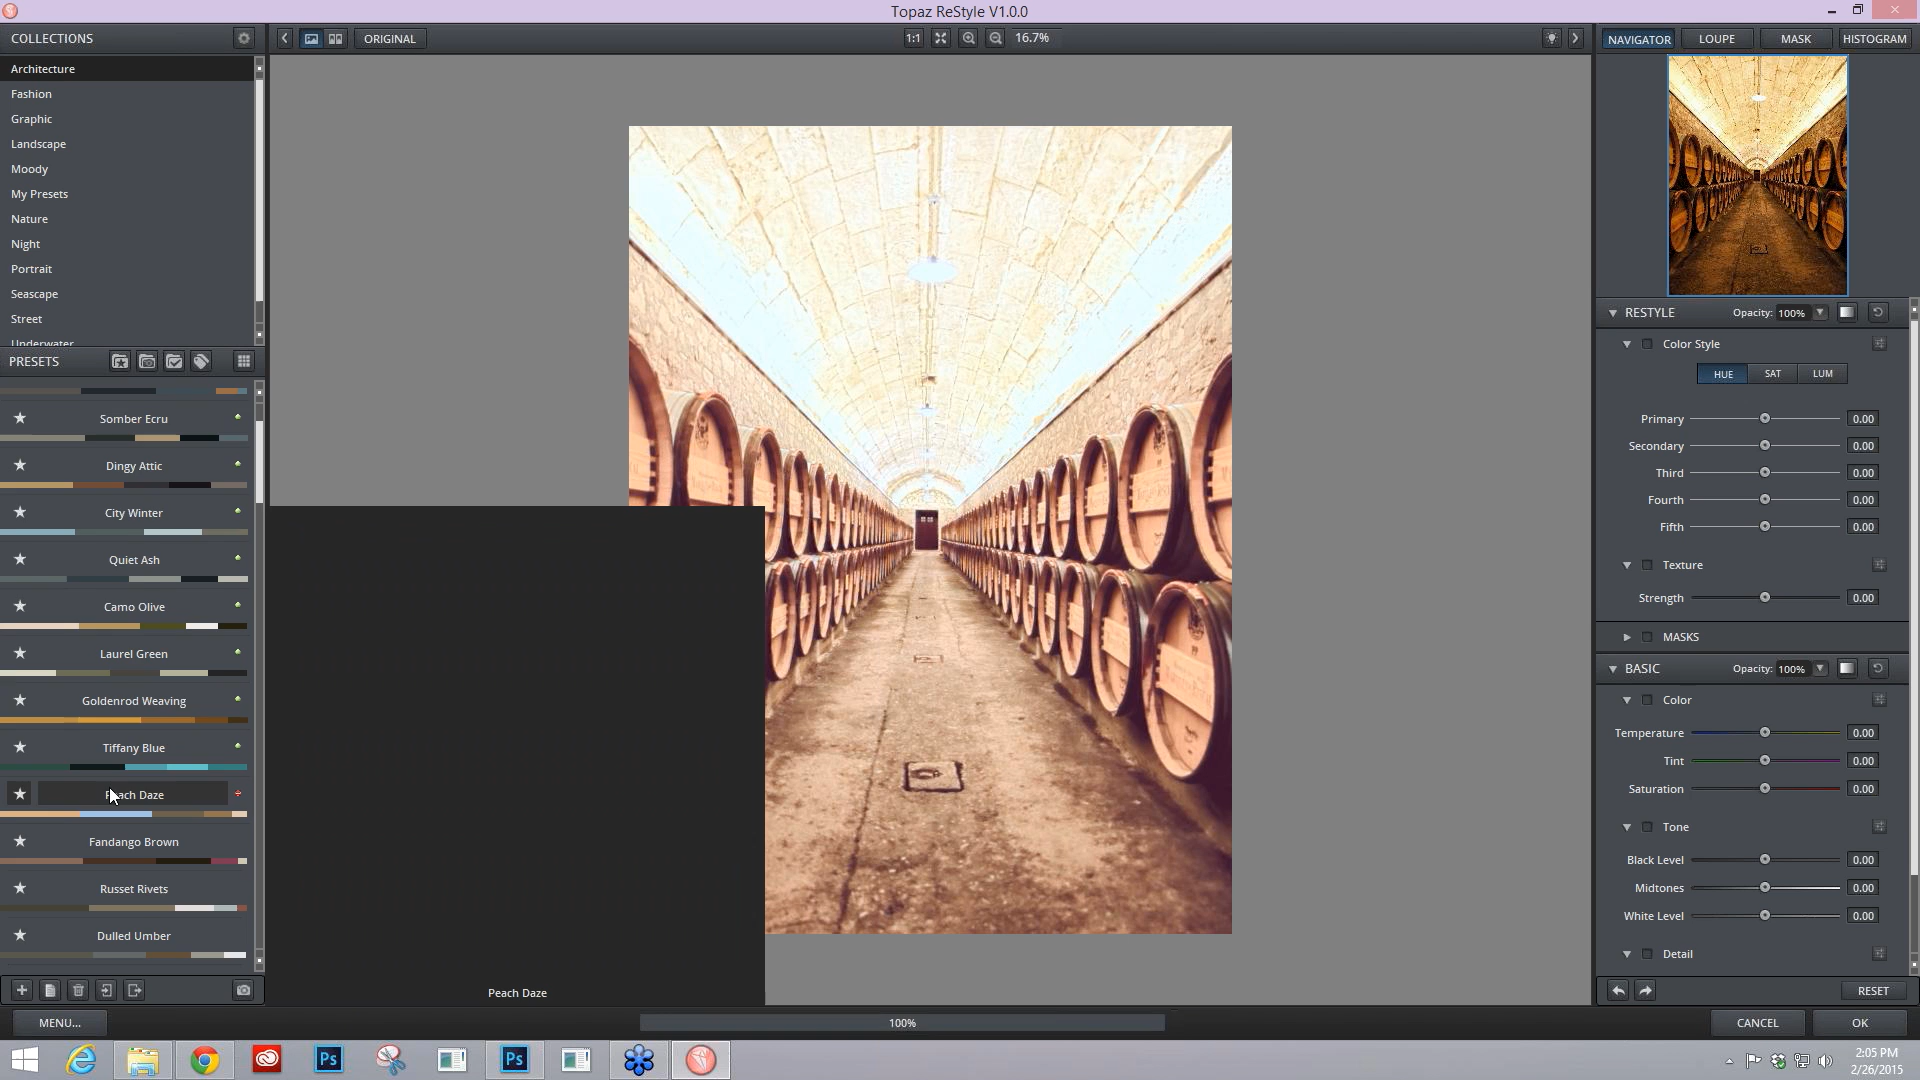 Topaz ReStyle V1.0.0
COLLECTIONS
ORIGINAL
1:1
16.7%
NAVIGATOR
LOUPE
MASK
HISTOGRAM
Architecture
Fashion
Graphic
Landscape
Moody
My Presets
Nature
Night
Portrait
Seascape
Street
Underwater
PRESETS
Somber Ecru
Dingy Attic
City Winter
Quiet Ash
Camo Olive
Laurel Green
Goldenrod Weaving
Tiffany Blue
Peach Daze
Fandango Brown
Russet Rivets
Dulled Umber
Peach Daze
RESTYLE
Opacity: 100%
Color Style
HUE
SAT
LUM
Primary 0.00
Secondary 0.00
Third 0.00
Fourth 0.00
Fifth 0.00
Texture
Strength 0.00
MASKS
BASIC
Opacity: 100%
Color
Temperature 0.00
Tint 0.00
Saturation 0.00
Tone
Black Level 0.00
Midtones 0.00
White Level 0.00
Detail
RESET
MENU...
100%
CANCEL
OK
Ps
Ps
2:05 PM
2/26/2015